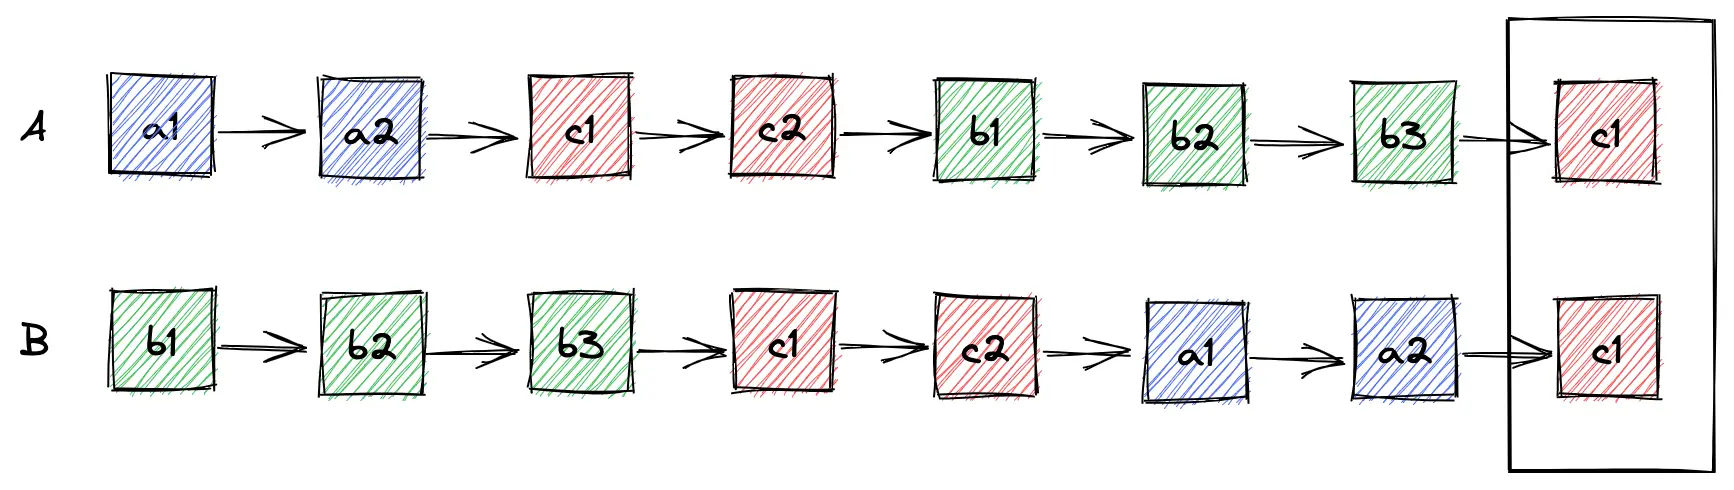 A a1 a2 c1 c2 b1 b2 b3 c1
B b1 b2 b3 c1 c2 a1 a2 c1